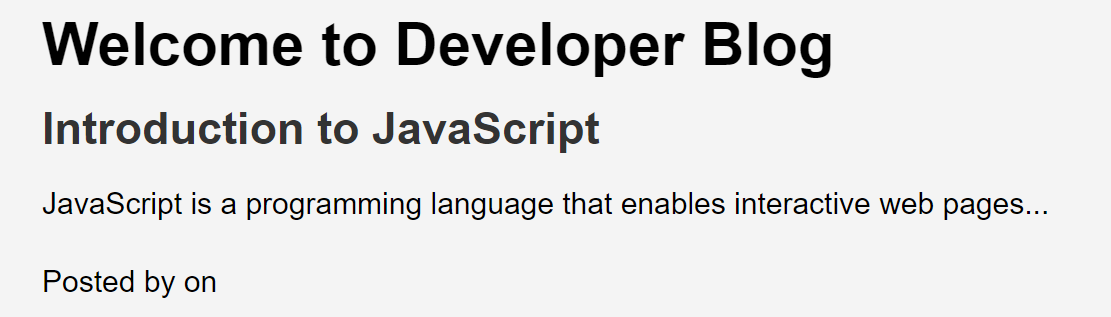 Welcome to Developer Blog
Introduction to JavaScript
JavaScript is a programming language that enables interactive web pages...
Posted by on